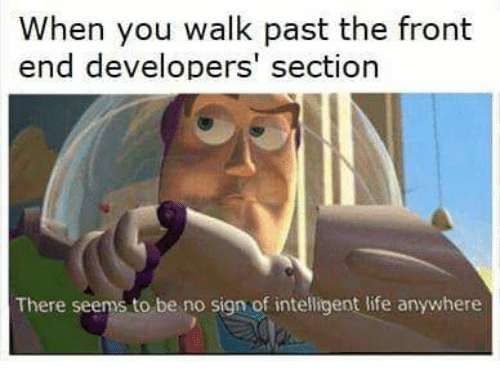 When you walk past the front
end developers' section
There seems to be no sign of intelligent life anywhere